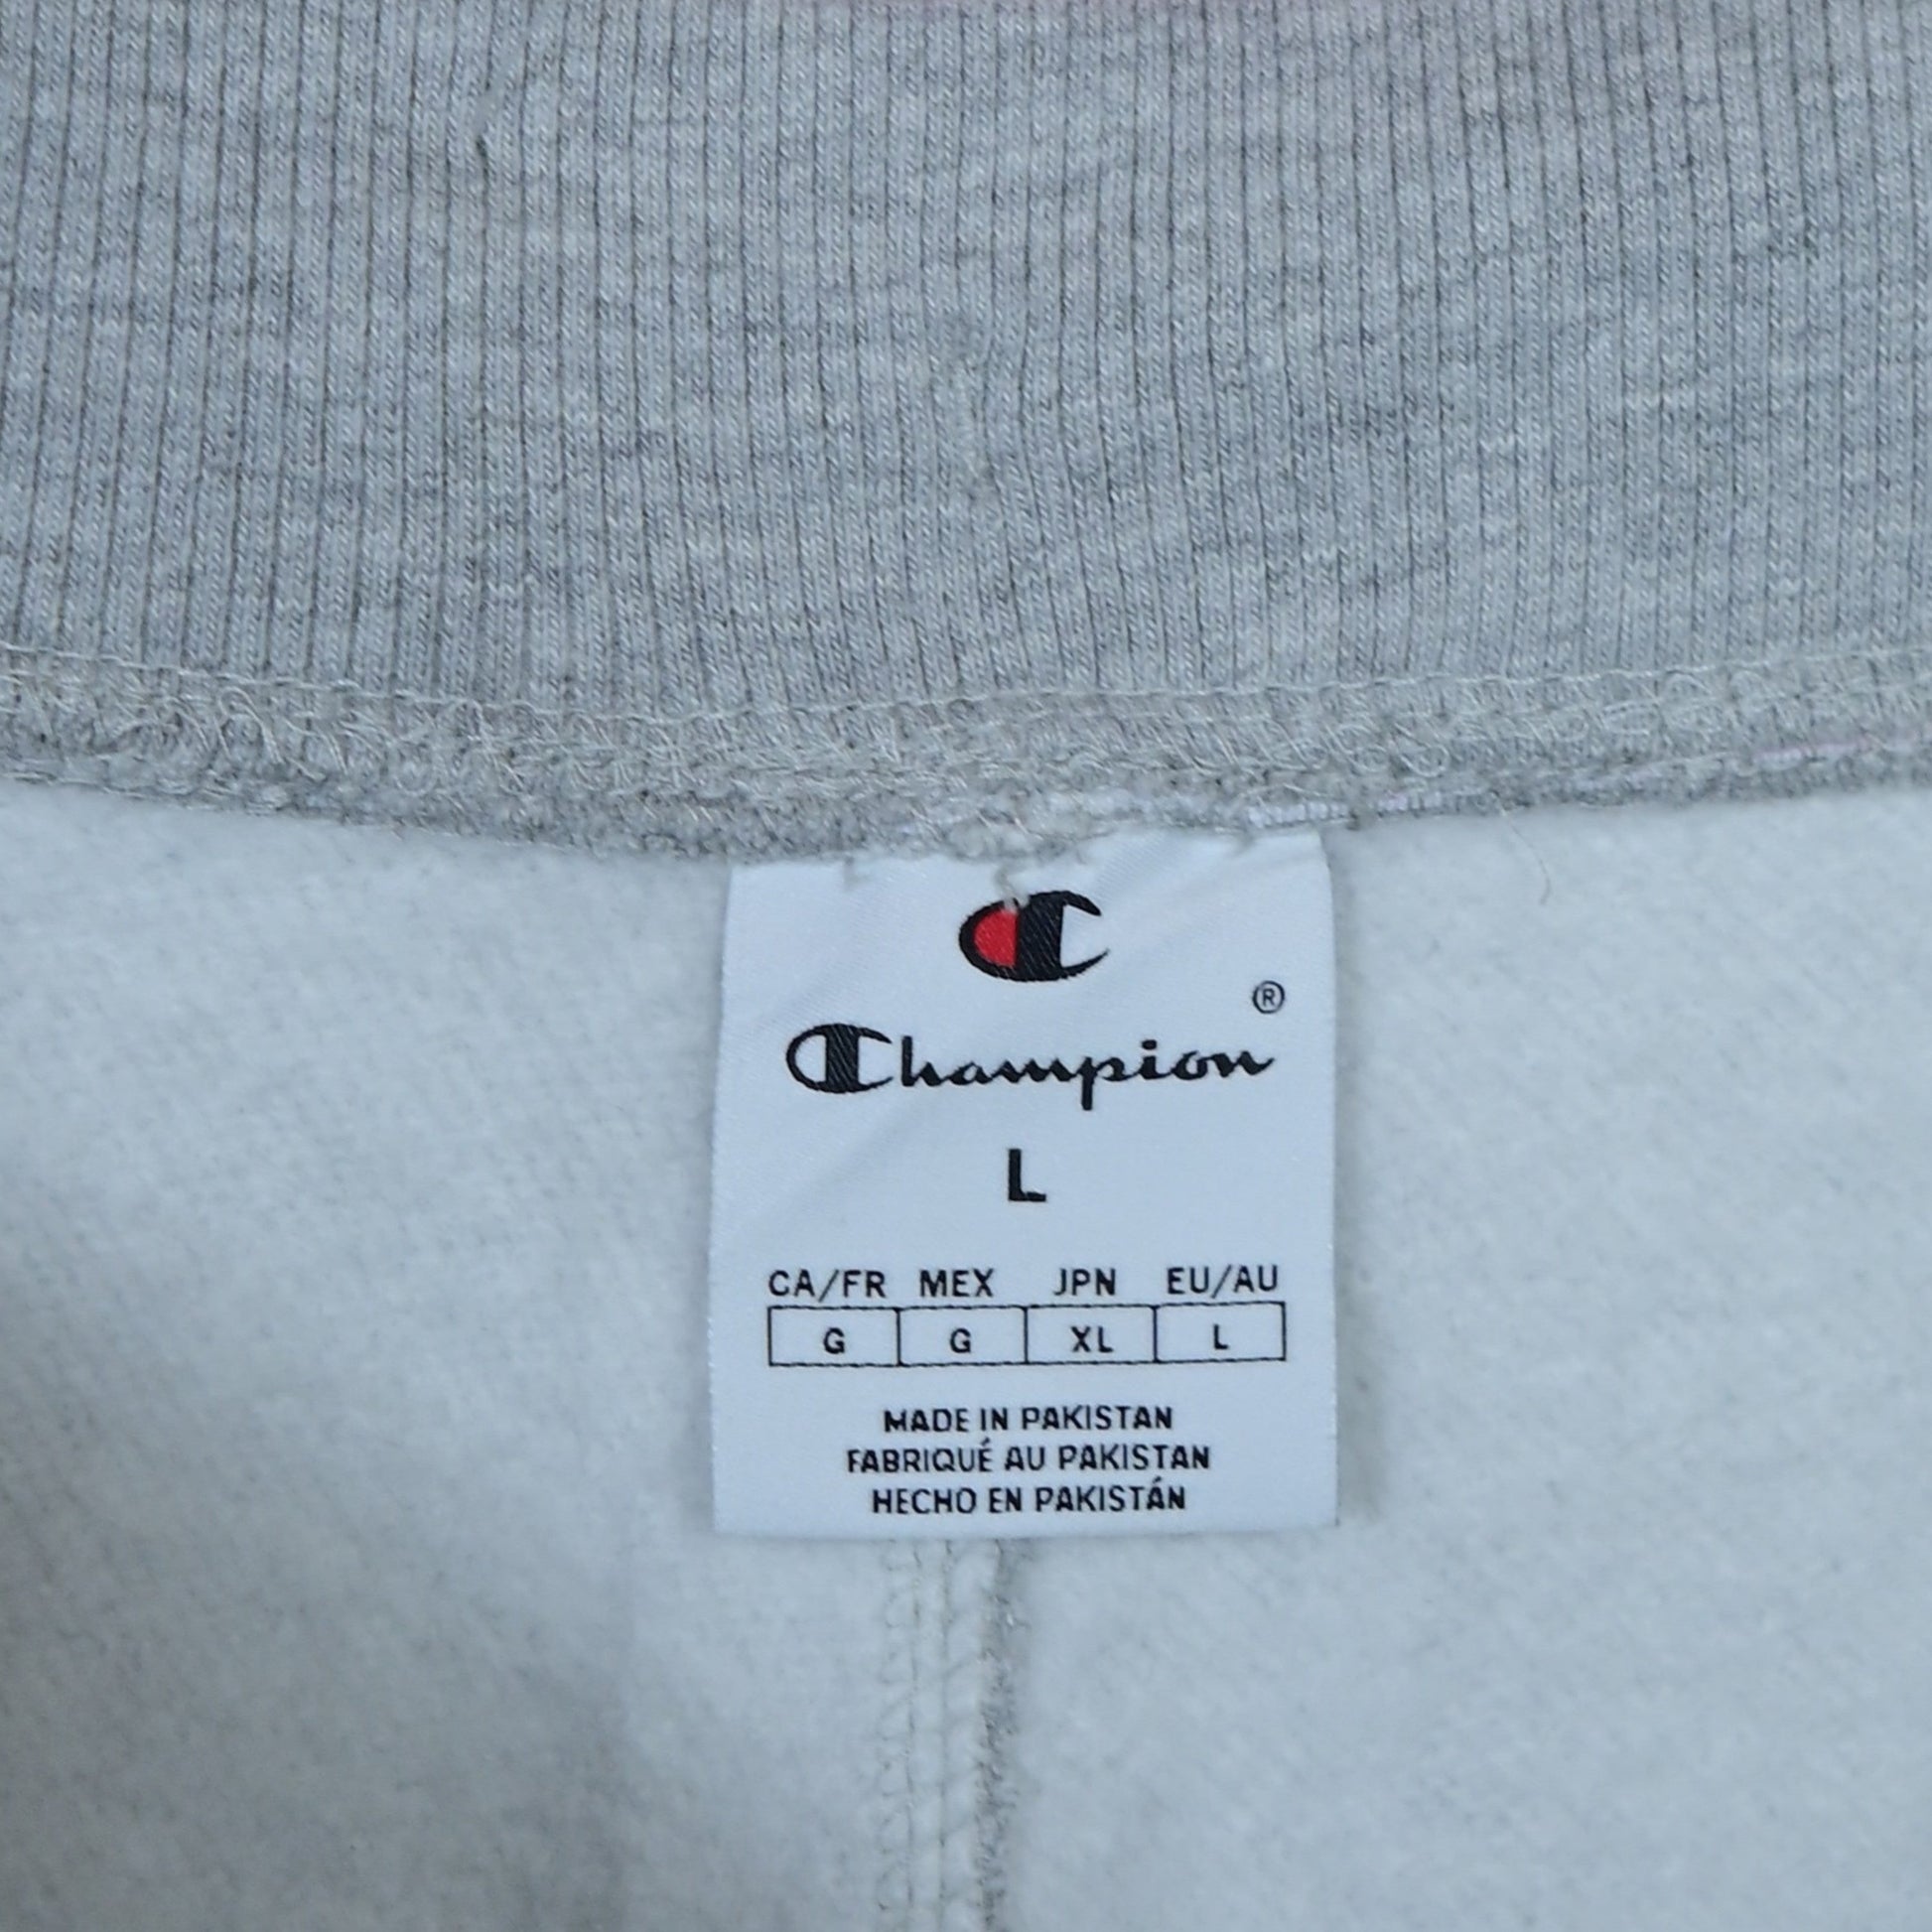 Champion®
L
CA/FR MEX JPN EU/AU
G G XL L
MADE IN PAKISTAN
FABRIQUÉ AU PAKISTAN
HECHO EN PAKISTÁN